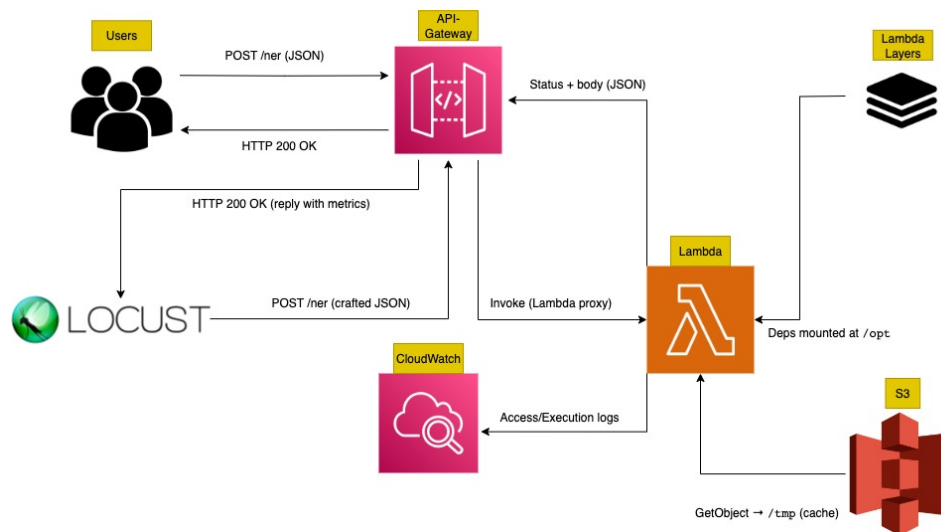 Users
POST /ner (JSON)
HTTP 200 OK
API-
Gateway
</>
Status + body (JSON)
Lambda
Layers
HTTP 200 OK (reply with metrics)
LOCUST
POST /ner (crafted JSON)
Invoke (Lambda proxy)
Lambda
Deps mounted at /opt
CloudWatch
Access/Execution logs
S3
GetObject → /tmp (cache)